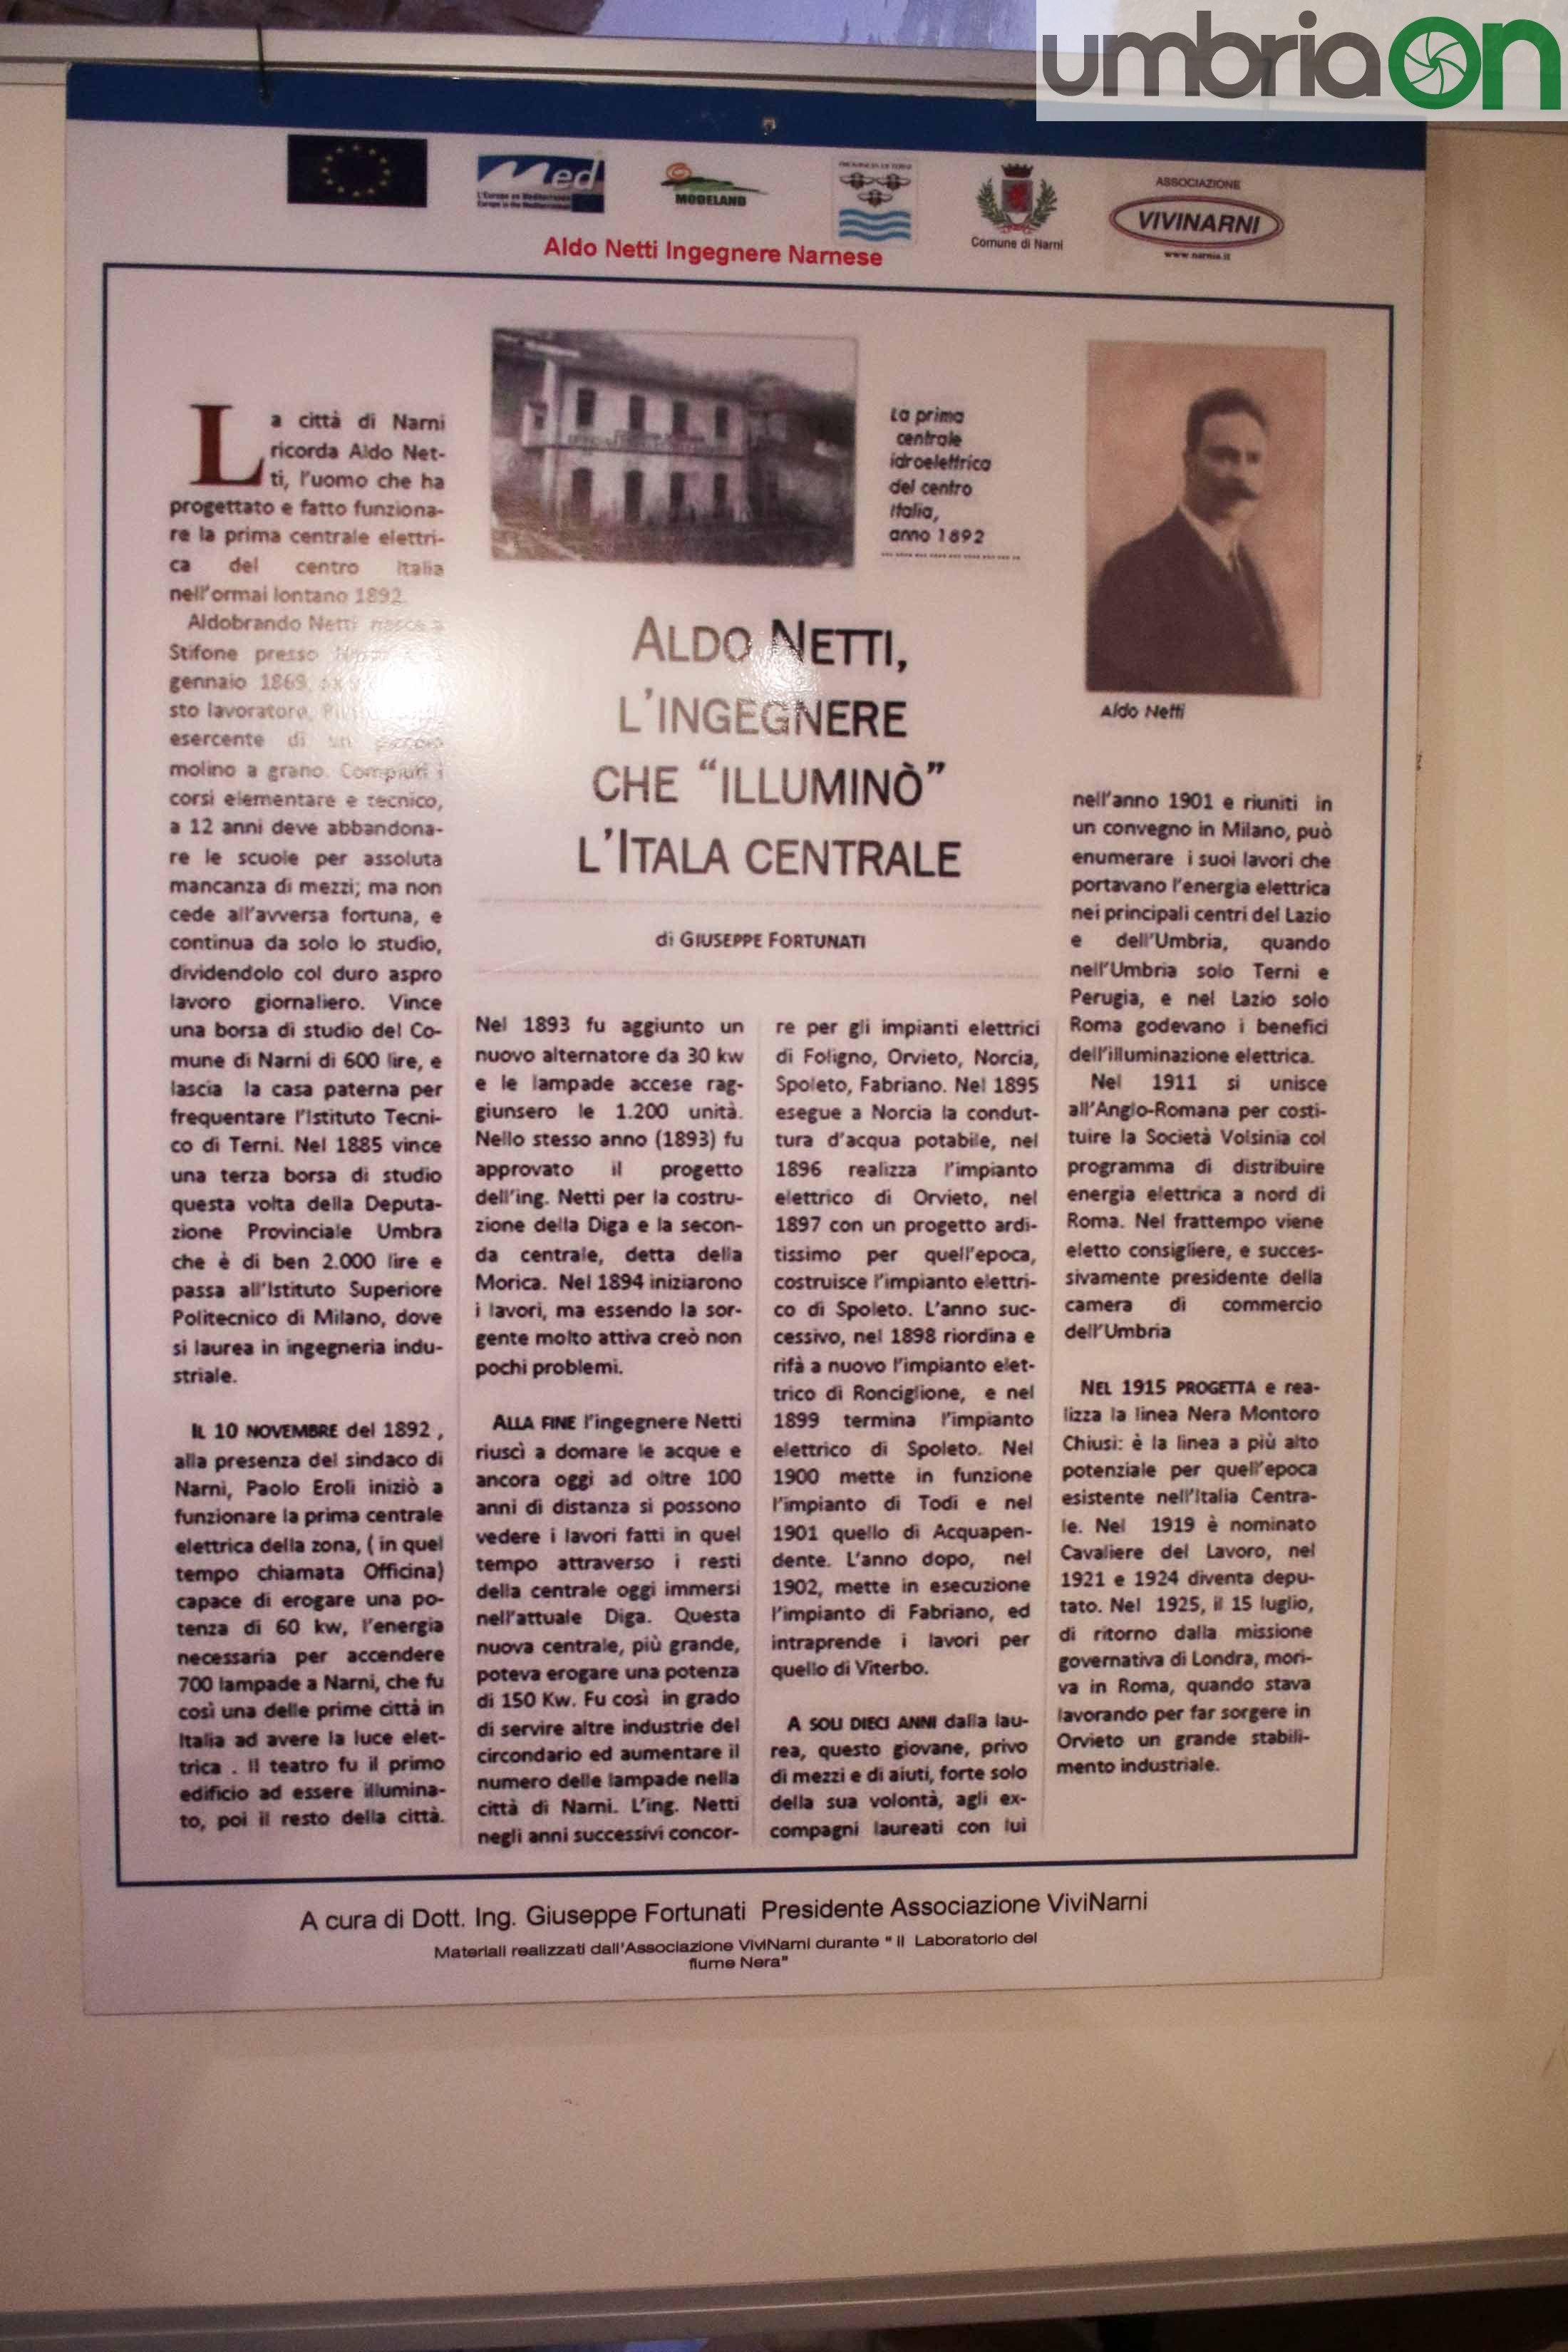 umbriaON
Med
L'Europe en Méditerranée
Europe in the Mediterranean
MODELAND
PROVINCIA DI TERNI
Comune di Narni
ASSOCIAZIONE
VIVINARNI
www.narnia.it
Aldo Netti Ingegnere Narnese
La città di Narni
ricorda Aldo Net-
ti, l'uomo che ha
progettato e fatto funziona-
re la prima centrale elettri-
ca del centro Italia
nell'ormai lontano 1892.
Aldobrando Netti nasce a
Stifone presso
gennaio 1869,
sto lavoratore,
esercente di un piccolo
molino a grano. Compiuti i
corsi elementare e tecnico,
a 12 anni deve abbandona-
re le scuole per assoluta
mancanza di mezzi; ma non
cede all'avversa fortuna, e
continua da solo lo studio,
dividendolo col duro aspro
lavoro giornaliero. Vince
una borsa di studio del Co-
mune di Narni di 600 lire, e
lascia la casa paterna per
frequentare l'Istituto Tecni-
co di Terni. Nel 1885 vince
una terza borsa di studio
questa volta della Deputa-
zione Provinciale Umbra
che è di ben 2.000 lire e
passa all'Istituto Superiore
Politecnico di Milano, dove
si laurea in ingegneria indu-
striale.
IL 10 NOVEMBRE del 1892 ,
alla presenza del sindaco di
Narni, Paolo Eroli iniziò a
funzionare la prima centrale
elettrica della zona, ( in quel
tempo chiamata Officina)
capace di erogare una po-
tenza di 60 kw, l'energia
necessaria per accendere
700 lampade a Narni, che fu
così una delle prime città in
Italia ad avere la luce elet-
trica . Il teatro fu il primo
edificio ad essere illumina-
to, poi il resto della città.
La prima
centrale
idroelettrica
del centro
Italia,
anno 1892
ALDO NETTI,
L'INGEGNERE
CHE "ILLUMINÒ"
L'ITALA CENTRALE
di GIUSEPPE FORTUNATI
Nel 1893 fu aggiunto un
nuovo alternatore da 30 kw
e le lampade accese rag-
giunsero le 1.200 unità.
Nello stesso anno (1893) fu
approvato il progetto
dell'ing. Netti per la costru-
zione della Diga e la secon-
da centrale, detta della
Morica. Nel 1894 iniziarono
i lavori, ma essendo la sor-
gente molto attiva creò non
pochi problemi.
ALLA FINE l'ingegnere Netti
riuscì a domare le acque e
ancora oggi ad oltre 100
anni di distanza si possono
vedere i lavori fatti in quel
tempo attraverso i resti
della centrale oggi immersi
nell'attuale Diga. Questa
nuova centrale, più grande,
poteva erogare una potenza
di 150 Kw. Fu così in grado
di servire altre industrie del
circondario ed aumentare il
numero delle lampade nella
città di Narni. L'ing. Netti
negli anni successivi concor-
re per gli impianti elettrici
di Foligno, Orvieto, Norcia,
Spoleto, Fabriano. Nel 1895
esegue a Norcia la condut-
tura d'acqua potabile, nel
1896 realizza l'impianto
elettrico di Orvieto, nel
1897 con un progetto ardi-
tissimo per quell'epoca,
costruisce l'impianto elettri-
co di Spoleto. L'anno suc-
cessivo, nel 1898 riordina e
rifà a nuovo l'impianto elet-
trico di Ronciglione, e nel
1899 termina l'impianto
elettrico di Spoleto. Nel
1900 mette in funzione
l'impianto di Todi e nel
1901 quello di Acquapen-
dente. L'anno dopo, nel
1902, mette in esecuzione
l'impianto di Fabriano, ed
intraprende i lavori per
quello di Viterbo.
A SOLI DIECI ANNI dalla lau-
rea, questo giovane, privo
di mezzi e di aiuti, forte solo
della sua volontà, agli ex-
compagni laureati con lui
Aldo Netti
nell'anno 1901 e riuniti in
un convegno in Milano, può
enumerare i suoi lavori che
portavano l'energia elettrica
nei principali centri del Lazio
e dell'Umbria, quando
nell'Umbria solo Terni e
Perugia, e nel Lazio solo
Roma godevano i benefici
dell'illuminazione elettrica.
Nel 1911 si unisce
all'Anglo-Romana per costi-
tuire la Società Volsinia col
programma di distribuire
energia elettrica a nord di
Roma. Nel frattempo viene
eletto consigliere, e succes-
sivamente presidente della
camera di commercio
dell'Umbria
NEL 1915 PROGETTA e rea-
lizza la linea Nera Montoro
Chiusi: è la linea a più alto
potenziale per quell'epoca
esistente nell'Italia Centra-
le. Nel 1919 è nominato
Cavaliere del Lavoro, nel
1921 e 1924 diventa depu-
tato. Nel 1925, il 15 luglio,
di ritorno dalla missione
governativa di Londra, mori-
va in Roma, quando stava
lavorando per far sorgere in
Orvieto un grande stabili-
mento industriale.
A cura di Dott. Ing. Giuseppe Fortunati Presidente Associazione ViviNarni
Materiali realizzati dall'Associazione ViviNarni durante " Il Laboratorio del
fiume Nera"